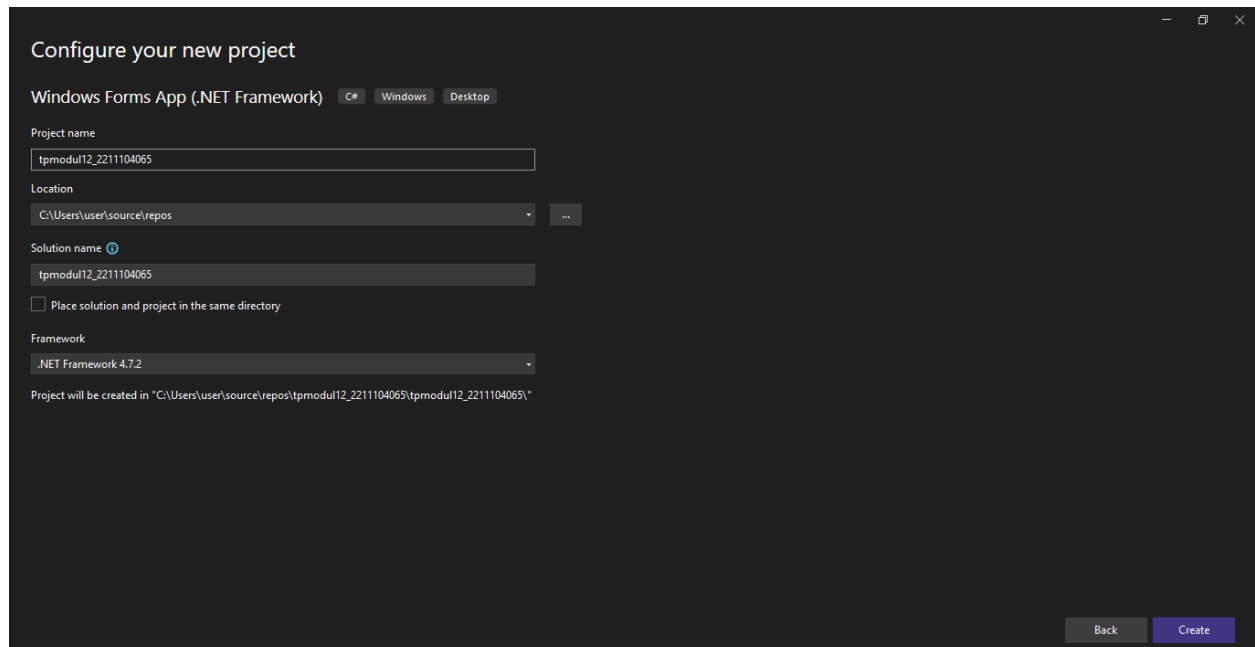 Configure your new project
Windows Forms App (.NET Framework) C# Windows Desktop
Project name
tpmodul12_2211104065
Location
C:\Users\user\source\repos
...
Solution name
tpmodul12_2211104065
Place solution and project in the same directory
Framework
.NET Framework 4.7.2
Project will be created in "C:\Users\user\source\repos\tpmodul12_2211104065\tpmodul12_2211104065\"
Back Create